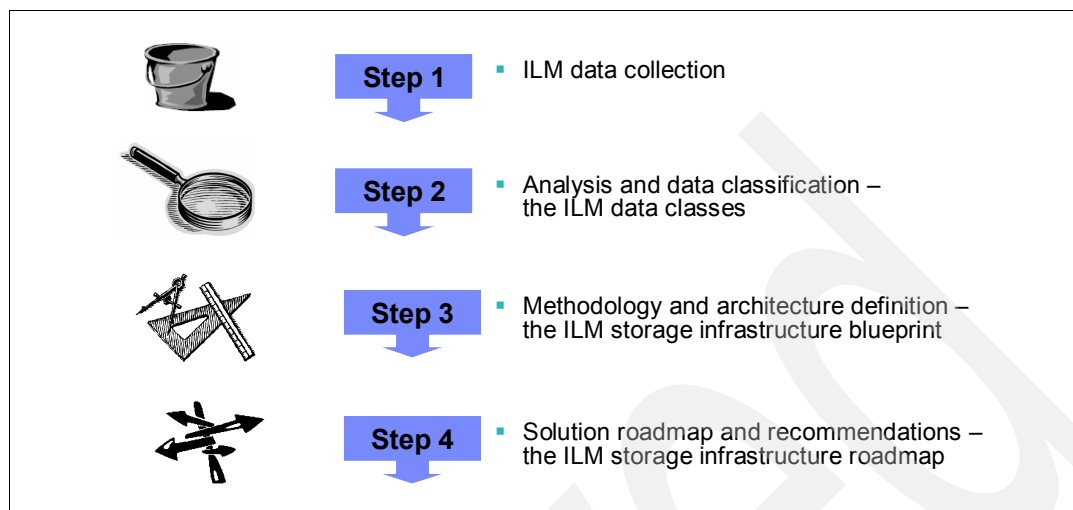 Step 1
ILM data collection
Step 2
Analysis and data classification –
the ILM data classes
Step 3
Methodology and architecture definition –
the ILM storage infrastructure blueprint
Step 4
Solution roadmap and recommendations –
the ILM storage infrastructure roadmap